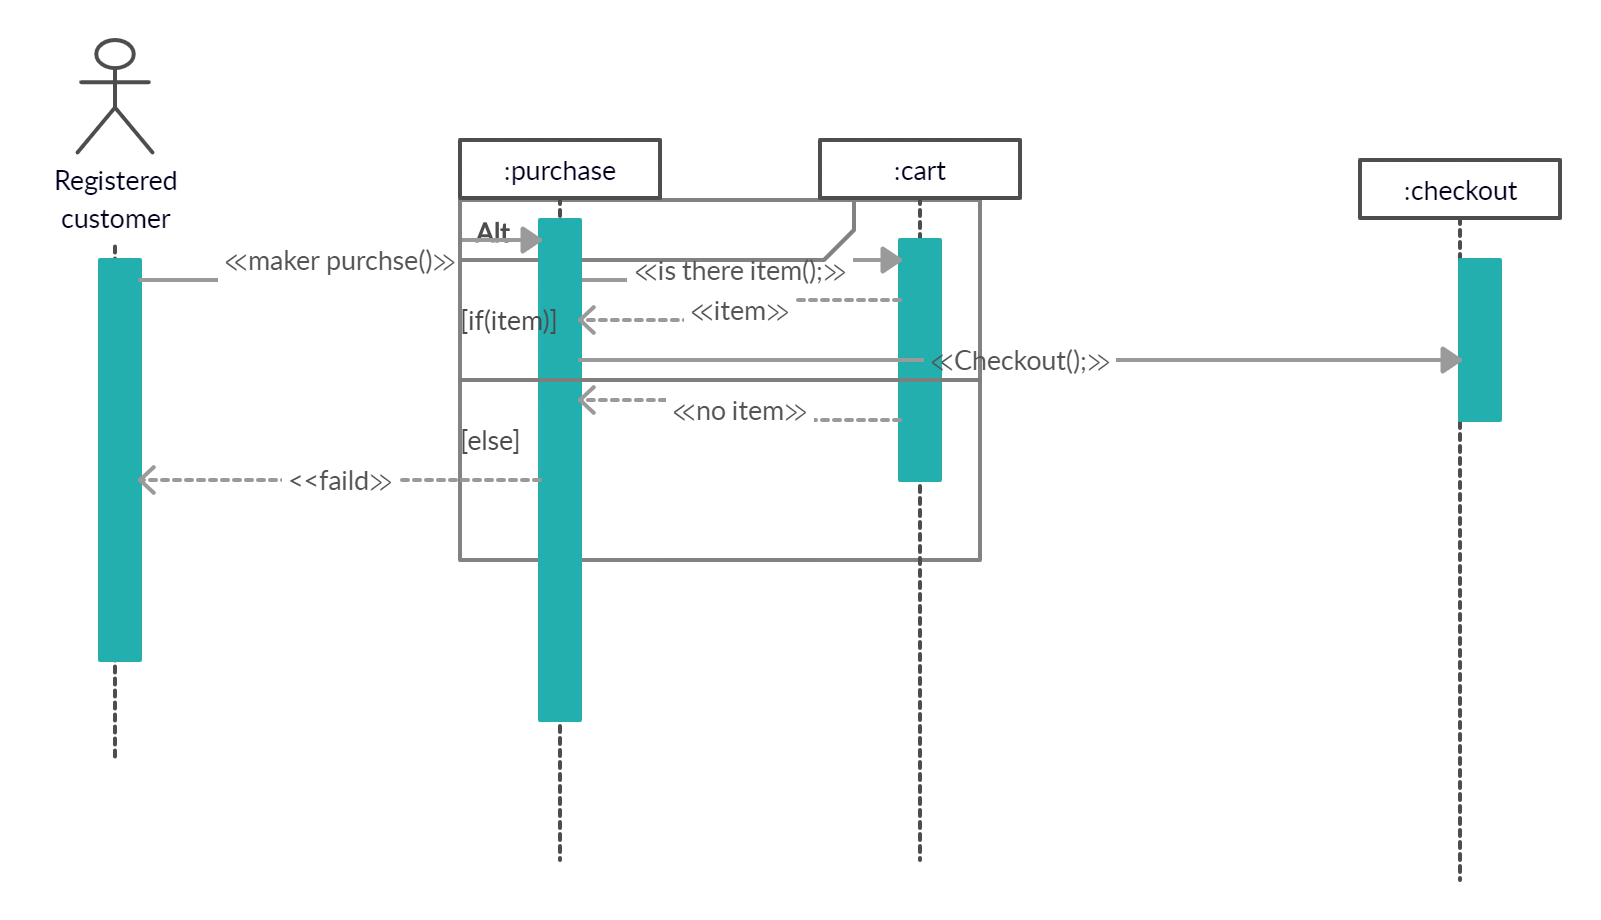 Registered
customer
:purchase
:cart
:checkout
Alt
≪maker purchse()≫
≪is there item();≫
≪item≫
[if(item)]
≪Checkout();≫
≪no item≫
[else]
<<faild≫